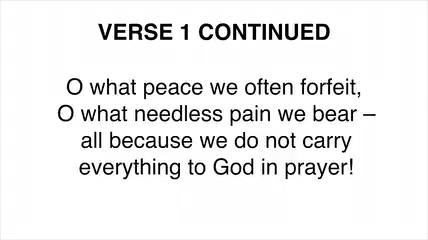 VERSE 1 CONTINUED
O what peace we often forfeit,
O what needless pain we bear –
all because we do not carry
everything to God in prayer!